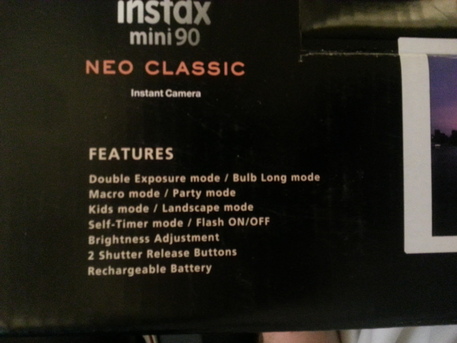 instax
mini 90
NEO CLASSIC
Instant Camera
FEATURES
Double Exposure mode / Bulb Long mode
Macro mode / Party mode
Kids mode / Landscape mode
Self-Timer mode / Flash ON/OFF
Brightness Adjustment
2 Shutter Release Buttons
Rechargeable Battery